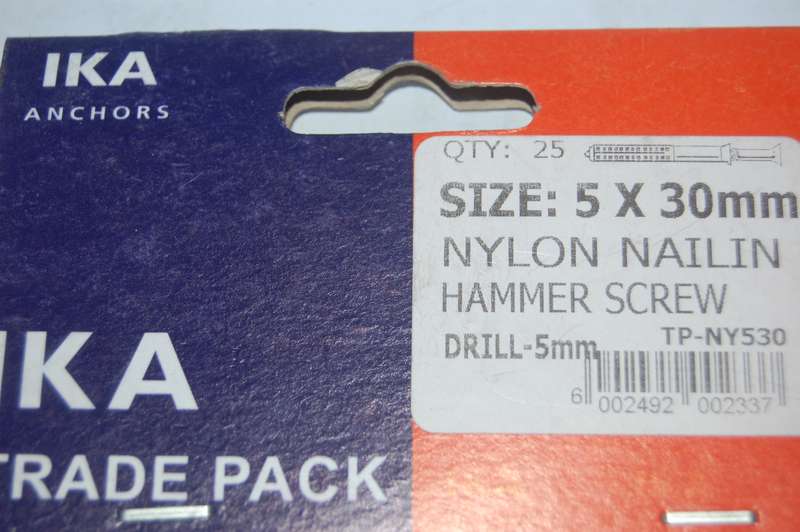 IKA
ANCHORS
QTY: 25
SIZE: 5 X 30mm
NYLON NAILIN
HAMMER SCREW
DRILL-5mm
TP-NY530
6 002492 002337
IKA
TRADE PACK